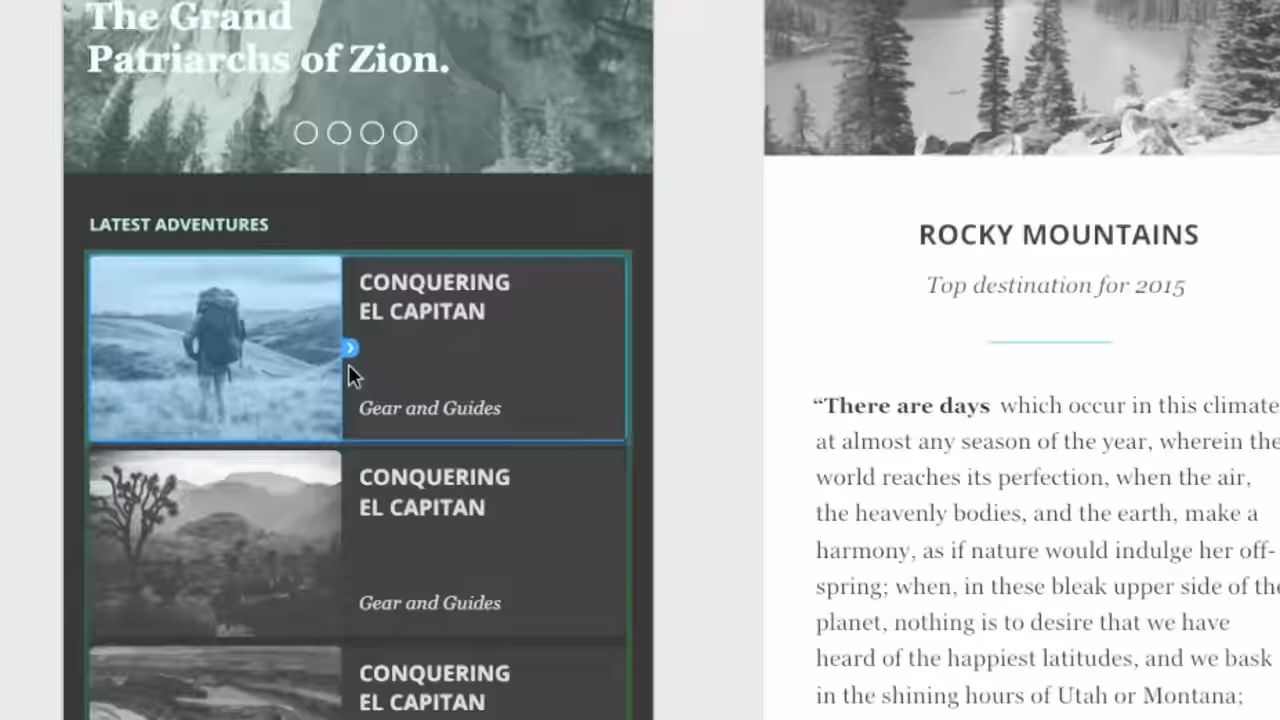 The Grand
Patriarchs of Zion.
LATEST ADVENTURES
CONQUERING
EL CAPITAN
Gear and Guides
CONQUERING
EL CAPITAN
Gear and Guides
CONQUERING
EL CAPITAN
ROCKY MOUNTAINS
Top destination for 2015
“There are days which occur in this climate
at almost any season of the year, wherein the
world reaches its perfection, when the air,
the heavenly bodies, and the earth, make a
harmony, as if nature would indulge her off-
spring; when, in these bleak upper side of the
planet, nothing is to desire that we have
heard of the happiest latitudes, and we bask
in the shining hours of Utah or Montana;